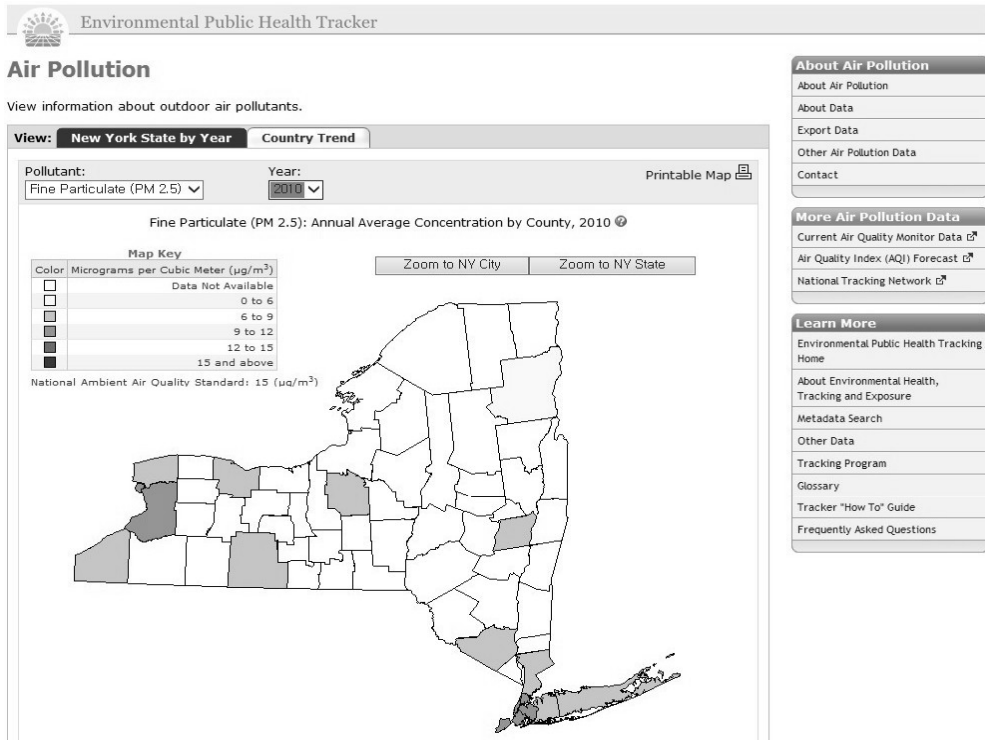 Environmental Public Health Tracker
Air Pollution
View information about outdoor air pollutants.
View: New York State by Year Country Trend
Pollutant: Year:
Fine Particulate (PM 2.5) 2010 Printable Map
Fine Particulate (PM 2.5): Annual Average Concentration by County, 2010
Map Key
Color Micrograms per Cubic Meter (µg/m³)
Data Not Available
0 to 6
6 to 9
9 to 12
12 to 15
15 and above
National Ambient Air Quality Standard: 15 (µg/m³)
Zoom to NY City Zoom to NY State
About Air Pollution
About Air Pollution
About Data
Export Data
Other Air Pollution Data
Contact
More Air Pollution Data
Current Air Quality Monitor Data
Air Quality Index (AQI) Forecast
National Tracking Network
Learn More
Environmental Public Health Tracking
Home
About Environmental Health,
Tracking and Exposure
Metadata Search
Other Data
Tracking Program
Glossary
Tracker "How To" Guide
Frequently Asked Questions